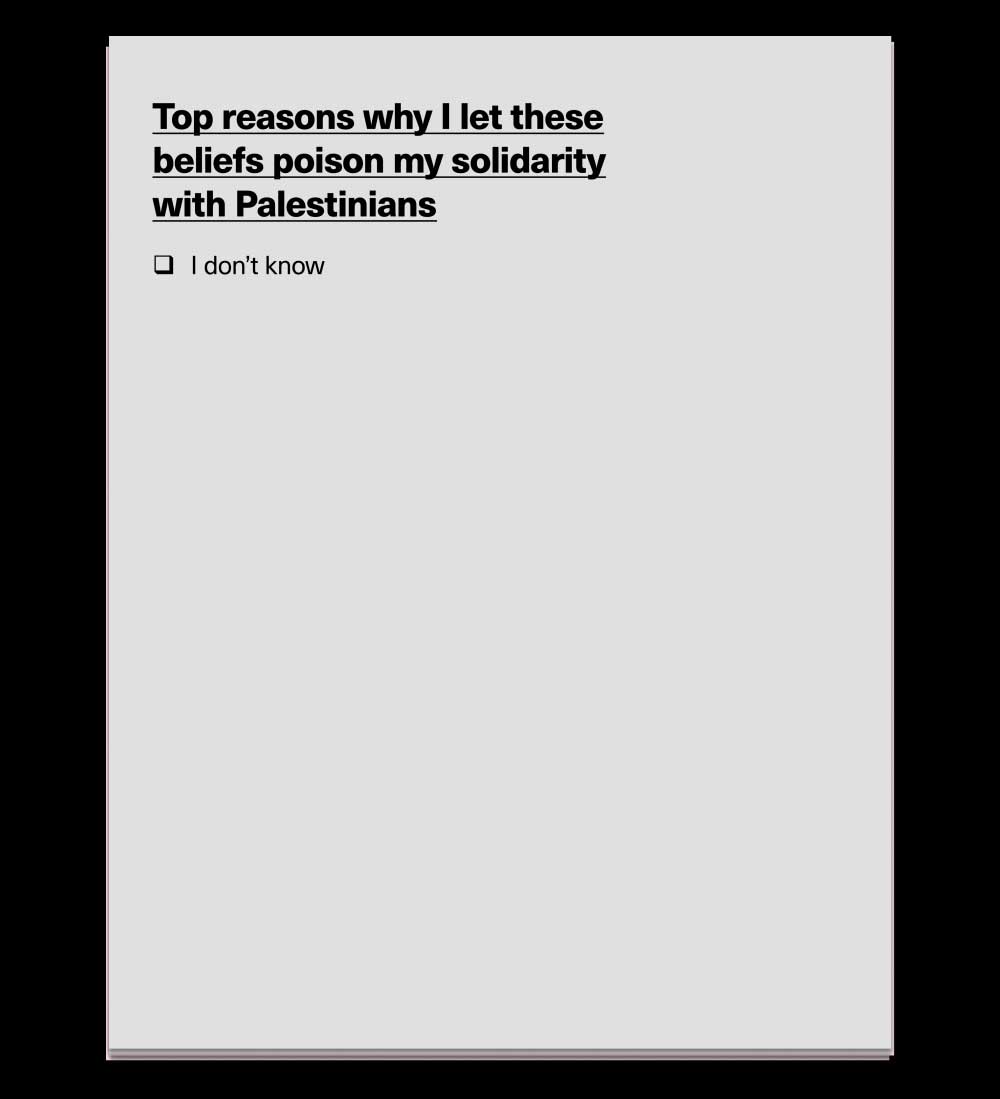 Top reasons why I let these
beliefs poison my solidarity
with Palestinians
❏ I don’t know